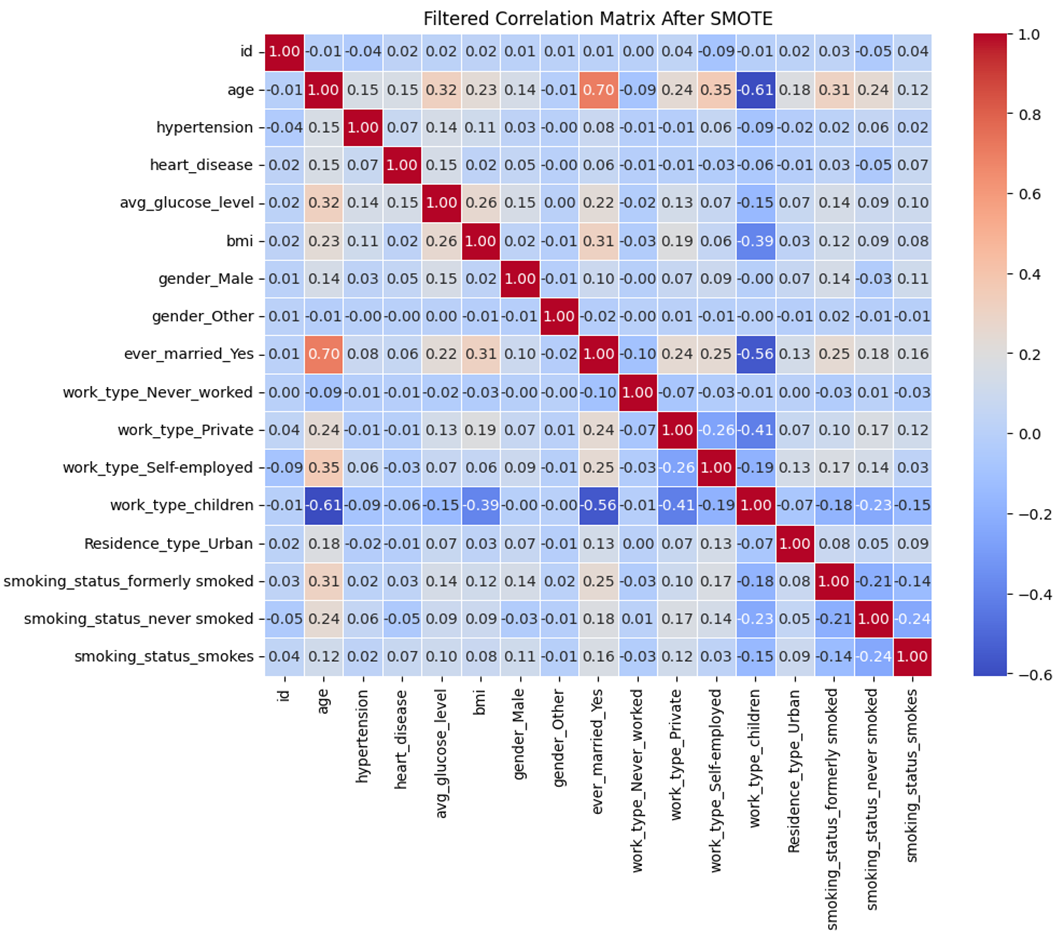 Filtered Correlation Matrix After SMOTE
id 1.00 -0.01 -0.04 0.02 0.02 0.02 0.01 0.01 0.01 0.00 0.04 -0.09 -0.01 0.02 0.03 -0.05 0.04
age -0.01 1.00 0.15 0.15 0.32 0.23 0.14 -0.01 0.70 -0.09 0.24 0.35 -0.61 0.18 0.31 0.24 0.12
hypertension -0.04 0.15 1.00 0.07 0.14 0.11 0.03 -0.00 0.08 -0.01 -0.01 0.06 -0.09 -0.02 0.02 0.06 0.02
heart_disease 0.02 0.15 0.07 1.00 0.15 0.02 0.05 -0.00 0.06 -0.01 -0.01 -0.03 -0.06 -0.01 0.03 -0.05 0.07
avg_glucose_level 0.02 0.32 0.14 0.15 1.00 0.26 0.15 0.00 0.22 -0.02 0.13 0.07 -0.15 0.07 0.14 0.09 0.10
bmi 0.02 0.23 0.11 0.02 0.26 1.00 0.02 -0.01 0.31 -0.03 0.19 0.06 -0.39 0.03 0.12 0.09 0.08
gender_Male 0.01 0.14 0.03 0.05 0.15 0.02 1.00 -0.01 0.10 -0.00 0.07 0.09 -0.00 0.07 0.14 -0.03 0.11
gender_Other 0.01 -0.01 -0.00 -0.00 0.00 -0.01 -0.01 1.00 -0.02 -0.00 0.01 -0.01 -0.00 -0.01 0.02 -0.01 -0.01
ever_married_Yes 0.01 0.70 0.08 0.06 0.22 0.31 0.10 -0.02 1.00 -0.10 0.24 0.25 -0.56 0.13 0.25 0.18 0.16
work_type_Never_worked 0.00 -0.09 -0.01 -0.01 -0.02 -0.03 -0.00 -0.00 -0.10 1.00 -0.07 -0.03 -0.01 0.00 -0.03 0.01 -0.03
work_type_Private 0.04 0.24 -0.01 -0.01 0.13 0.19 0.07 0.01 0.24 -0.07 1.00 -0.26 -0.41 0.07 0.10 0.17 0.12
work_type_Self-employed -0.09 0.35 0.06 -0.03 0.07 0.06 0.09 -0.01 0.25 -0.03 -0.26 1.00 -0.19 0.13 0.17 0.14 0.03
work_type_children -0.01 -0.61 -0.09 -0.06 -0.15 -0.39 -0.00 -0.00 -0.56 -0.01 -0.41 -0.19 1.00 -0.07 -0.18 -0.23 -0.15
Residence_type_Urban 0.02 0.18 -0.02 -0.01 0.07 0.03 0.07 -0.01 0.13 0.00 0.07 0.13 -0.07 1.00 0.08 0.05 0.09
smoking_status_formerly smoked 0.03 0.31 0.02 0.03 0.14 0.12 0.14 0.02 0.25 -0.03 0.10 0.17 -0.18 0.08 1.00 -0.21 -0.14
smoking_status_never smoked -0.05 0.24 0.06 -0.05 0.09 0.09 -0.03 -0.01 0.18 0.01 0.17 0.14 -0.23 0.05 -0.21 1.00 -0.24
smoking_status_smokes 0.04 0.12 0.02 0.07 0.10 0.08 0.11 -0.01 0.16 -0.03 0.12 0.03 -0.15 0.09 -0.14 -0.24 1.00
id
age
hypertension
heart_disease
avg_glucose_level
bmi
gender_Male
gender_Other
ever_married_Yes
work_type_Never_worked
work_type_Private
work_type_Self-employed
work_type_children
Residence_type_Urban
smoking_status_formerly smoked
smoking_status_never smoked
smoking_status_smokes
1.0
0.8
0.6
0.4
0.2
0.0
−0.2
−0.4
−0.6